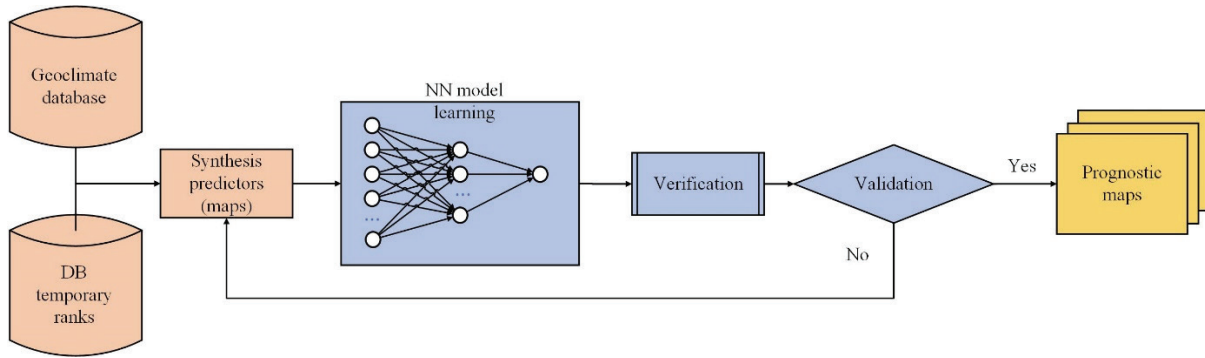 Geoclimate
database
DB
temporary
ranks
Synthesis
predictors
(maps)
NN model
learning
...
...
Verification
Validation
Yes
No
Prognostic
maps